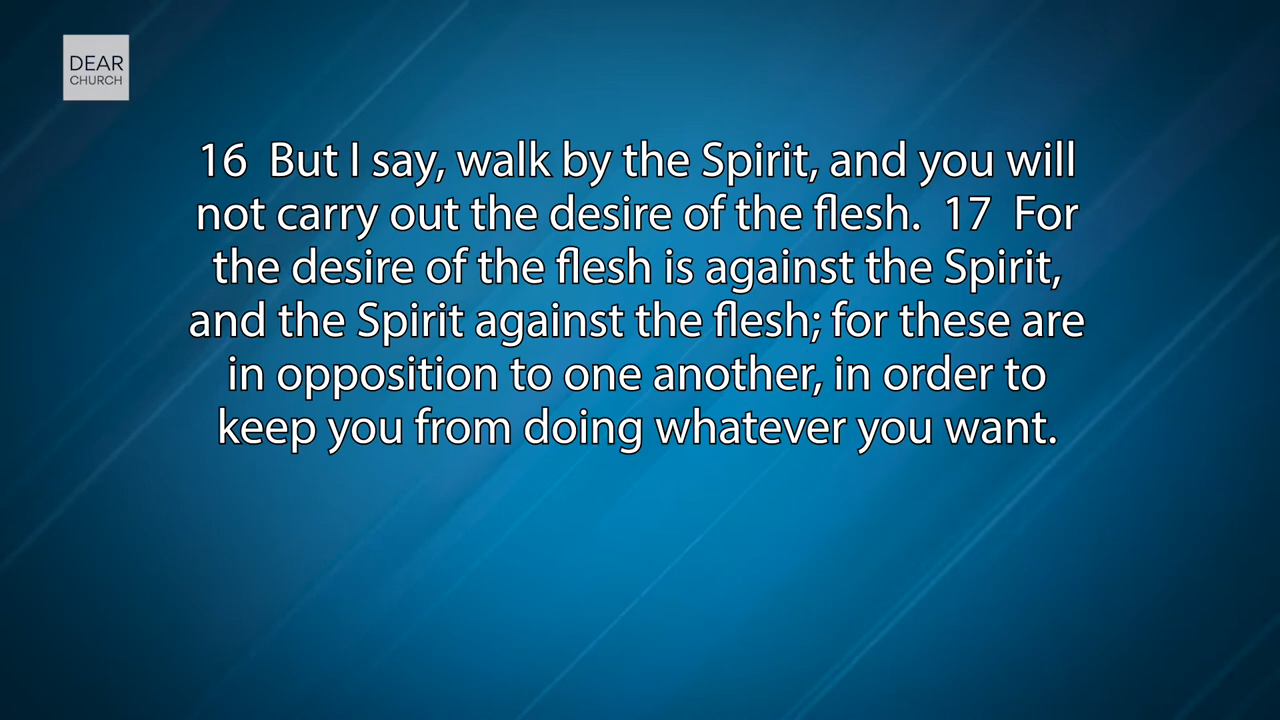 DEAR
CHURCH
16  But I say, walk by the Spirit, and you will
not carry out the desire of the flesh.  17  For
the desire of the flesh is against the Spirit,
and the Spirit against the flesh; for these are
in opposition to one another, in order to
keep you from doing whatever you want.